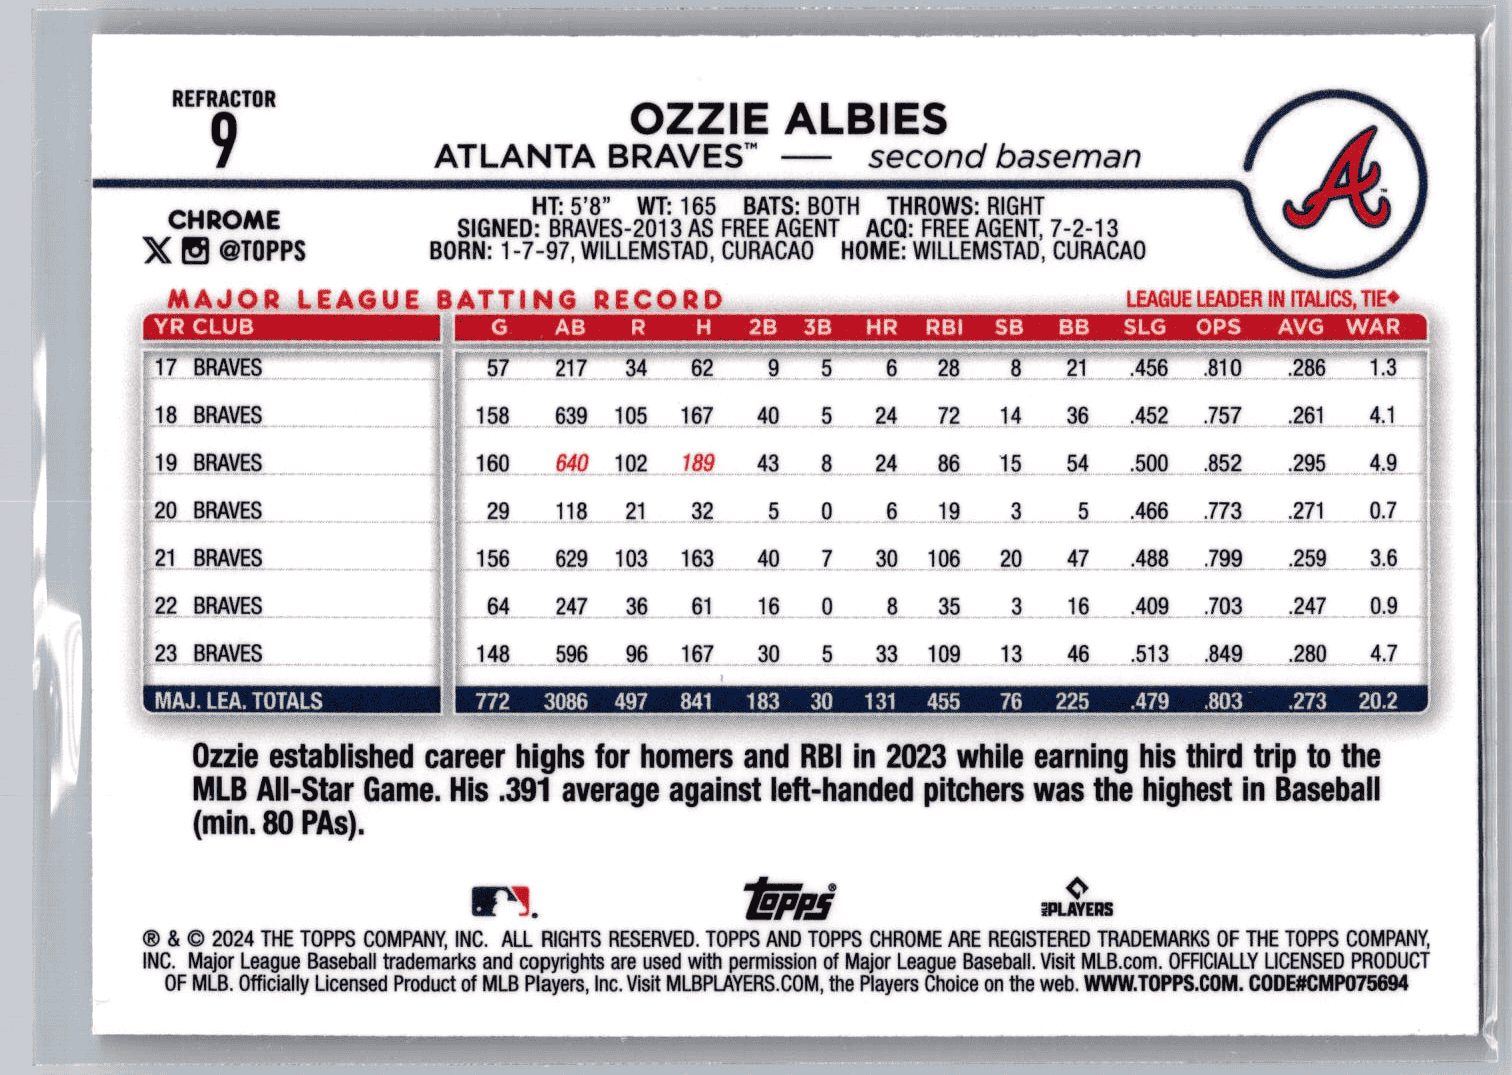 REFRACTOR
9
OZZIE ALBIES
ATLANTA BRAVES™ — second baseman
A
CHROME
X @TOPPS
HT: 5'8” WT: 165 BATS: BOTH THROWS: RIGHT
SIGNED: BRAVES-2013 AS FREE AGENT ACQ: FREE AGENT, 7-2-13
BORN: 1-7-97, WILLEMSTAD, CURACAO HOME: WILLEMSTAD, CURACAO
MAJOR LEAGUE BATTING RECORD LEAGUE LEADER IN ITALICS, TIE◆
YR CLUB G AB R H 2B 3B HR RBI SB BB SLG OPS AVG WAR
17 BRAVES 57 217 34 62 9 5 6 28 8 21 .456 .810 .286 1.3
18 BRAVES 158 639 105 167 40 5 24 72 14 36 .452 .757 .261 4.1
19 BRAVES 160 640 102 189 43 8 24 86 15 54 .500 .852 .295 4.9
20 BRAVES 29 118 21 32 5 0 6 19 3 5 .466 .773 .271 0.7
21 BRAVES 156 629 103 163 40 7 30 106 20 47 .488 .799 .259 3.6
22 BRAVES 64 247 36 61 16 0 8 35 3 16 .409 .703 .247 0.9
23 BRAVES 148 596 96 167 30 5 33 109 13 46 .513 .849 .280 4.7
MAJ. LEA. TOTALS 772 3086 497 841 183 30 131 455 76 225 .479 .803 .273 20.2
Ozzie established career highs for homers and RBI in 2023 while earning his third trip to the
MLB All-Star Game. His .391 average against left-handed pitchers was the highest in Baseball
(min. 80 PAs).
Topps® MLB PLAYERS
® & © 2024 THE TOPPS COMPANY, INC. ALL RIGHTS RESERVED. TOPPS AND TOPPS CHROME ARE REGISTERED TRADEMARKS OF THE TOPPS COMPANY,
INC. Major League Baseball trademarks and copyrights are used with permission of Major League Baseball. Visit MLB.com. OFFICIALLY LICENSED PRODUCT
OF MLB. Officially Licensed Product of MLB Players, Inc. Visit MLBPLAYERS.COM, the Players Choice on the web. WWW.TOPPS.COM. CODE#CMP075694